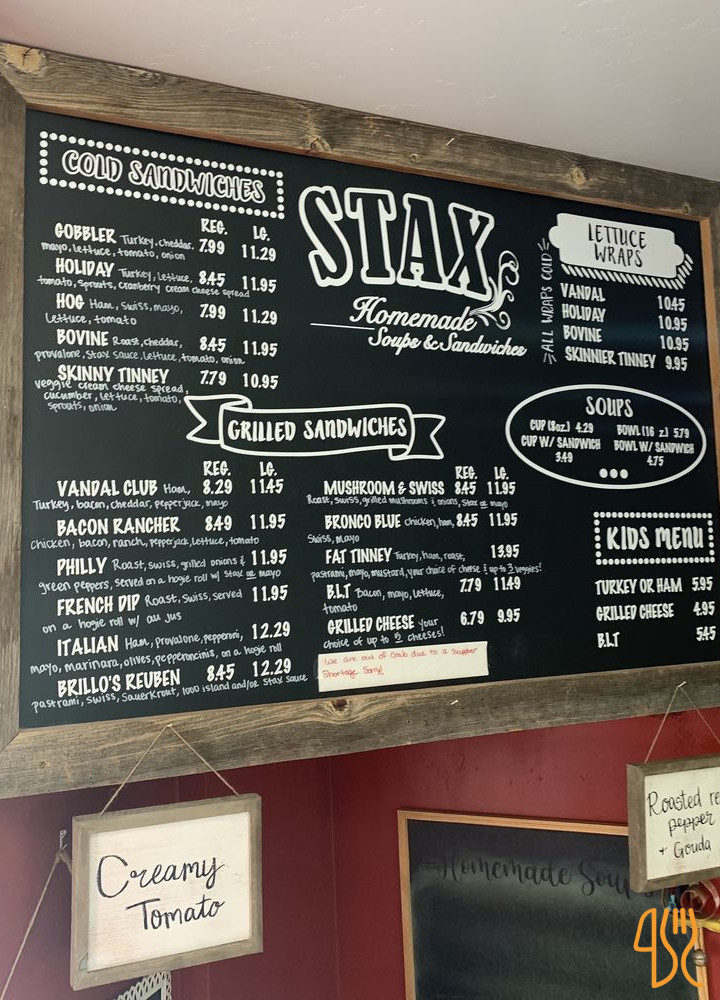 COLD SANDWICHES
REG. LG.
GOBBLER Turkey, cheddar, 7.99 11.29
mayo, lettuce, tomato, onion
HOLIDAY Turkey, lettuce, 8.45 11.95
tomato, sprouts, cranberry cream cheese spread
HOG Ham, swiss, mayo, 7.99 11.29
Lettuce, tomato
BOVINE Roast, cheddar, 8.45 11.95
provalone, Stax sauce, lettuce, tomato, onion
SKINNY TINNEY 7.79 10.95
veggie cream cheese spread,
cucumber, lettuce, tomato,
sprouts, onion
STAX
Homemade
Soups & Sandwiches
LETTUCE
WRAPS
ALL WRAPS COLD
VANDAL 10.45
HOLIDAY 10.95
BOVINE 10.95
SKINNIER TINNEY 9.95
SOUPS
CUP (8oz.) 4.29 BOWL (16 z.) 5.79
CUP W/ SANDWICH BOWL W/ SANDWICH
3.49 4.75
GRILLED SANDWICHES
REG. LG.
VANDAL CLUB Ham, 8.29 11.45
Turkey, bacon, cheddar, pepperjack, mayo
BACON RANCHER 8.49 11.95
chicken, bacon, ranch, pepperjack, lettuce, tomato
PHILLY Roast, swiss, grilled onions & 11.95
green peppers, served on a hogie roll w/ Stax or mayo
FRENCH DIP Roast, Swiss, served 11.95
on a hogie roll w/ au jus
ITALIAN Ham, provalone, pepperoni, 12.29
mayo, marinara, olives, pepperoncinis, on a hogie roll
BRILLO'S REUBEN 8.45 12.29
pastrami, swiss, Sauerkraut, 1000 island and/or Stax sauce
REG. LG.
MUSHROOM & SWISS 8.45 11.95
Roast, swiss, grilled mushrooms & onions, Stax or mayo
BRONCO BLUE chicken, ham, 8.45 11.95
Swiss, mayo
FAT TINNEY Turkey, ham, roast, 13.95
pastrami, mayo, mustard, your choice of cheese & up to 3 veggies!
B.L.T Bacon, mayo, lettuce, 7.79 11.49
tomato
GRILLED CHEESE your 6.79 9.95
choice of up to 2 cheeses!
We are out of due to a Supplier
Shortage. Sorry!
KIDS MENU
TURKEY OR HAM 5.95
GRILLED CHEESE 4.95
B.L.T 5.45
Creamy
Tomato
Homemade Soups
Roasted re
pepper
+ Gouda